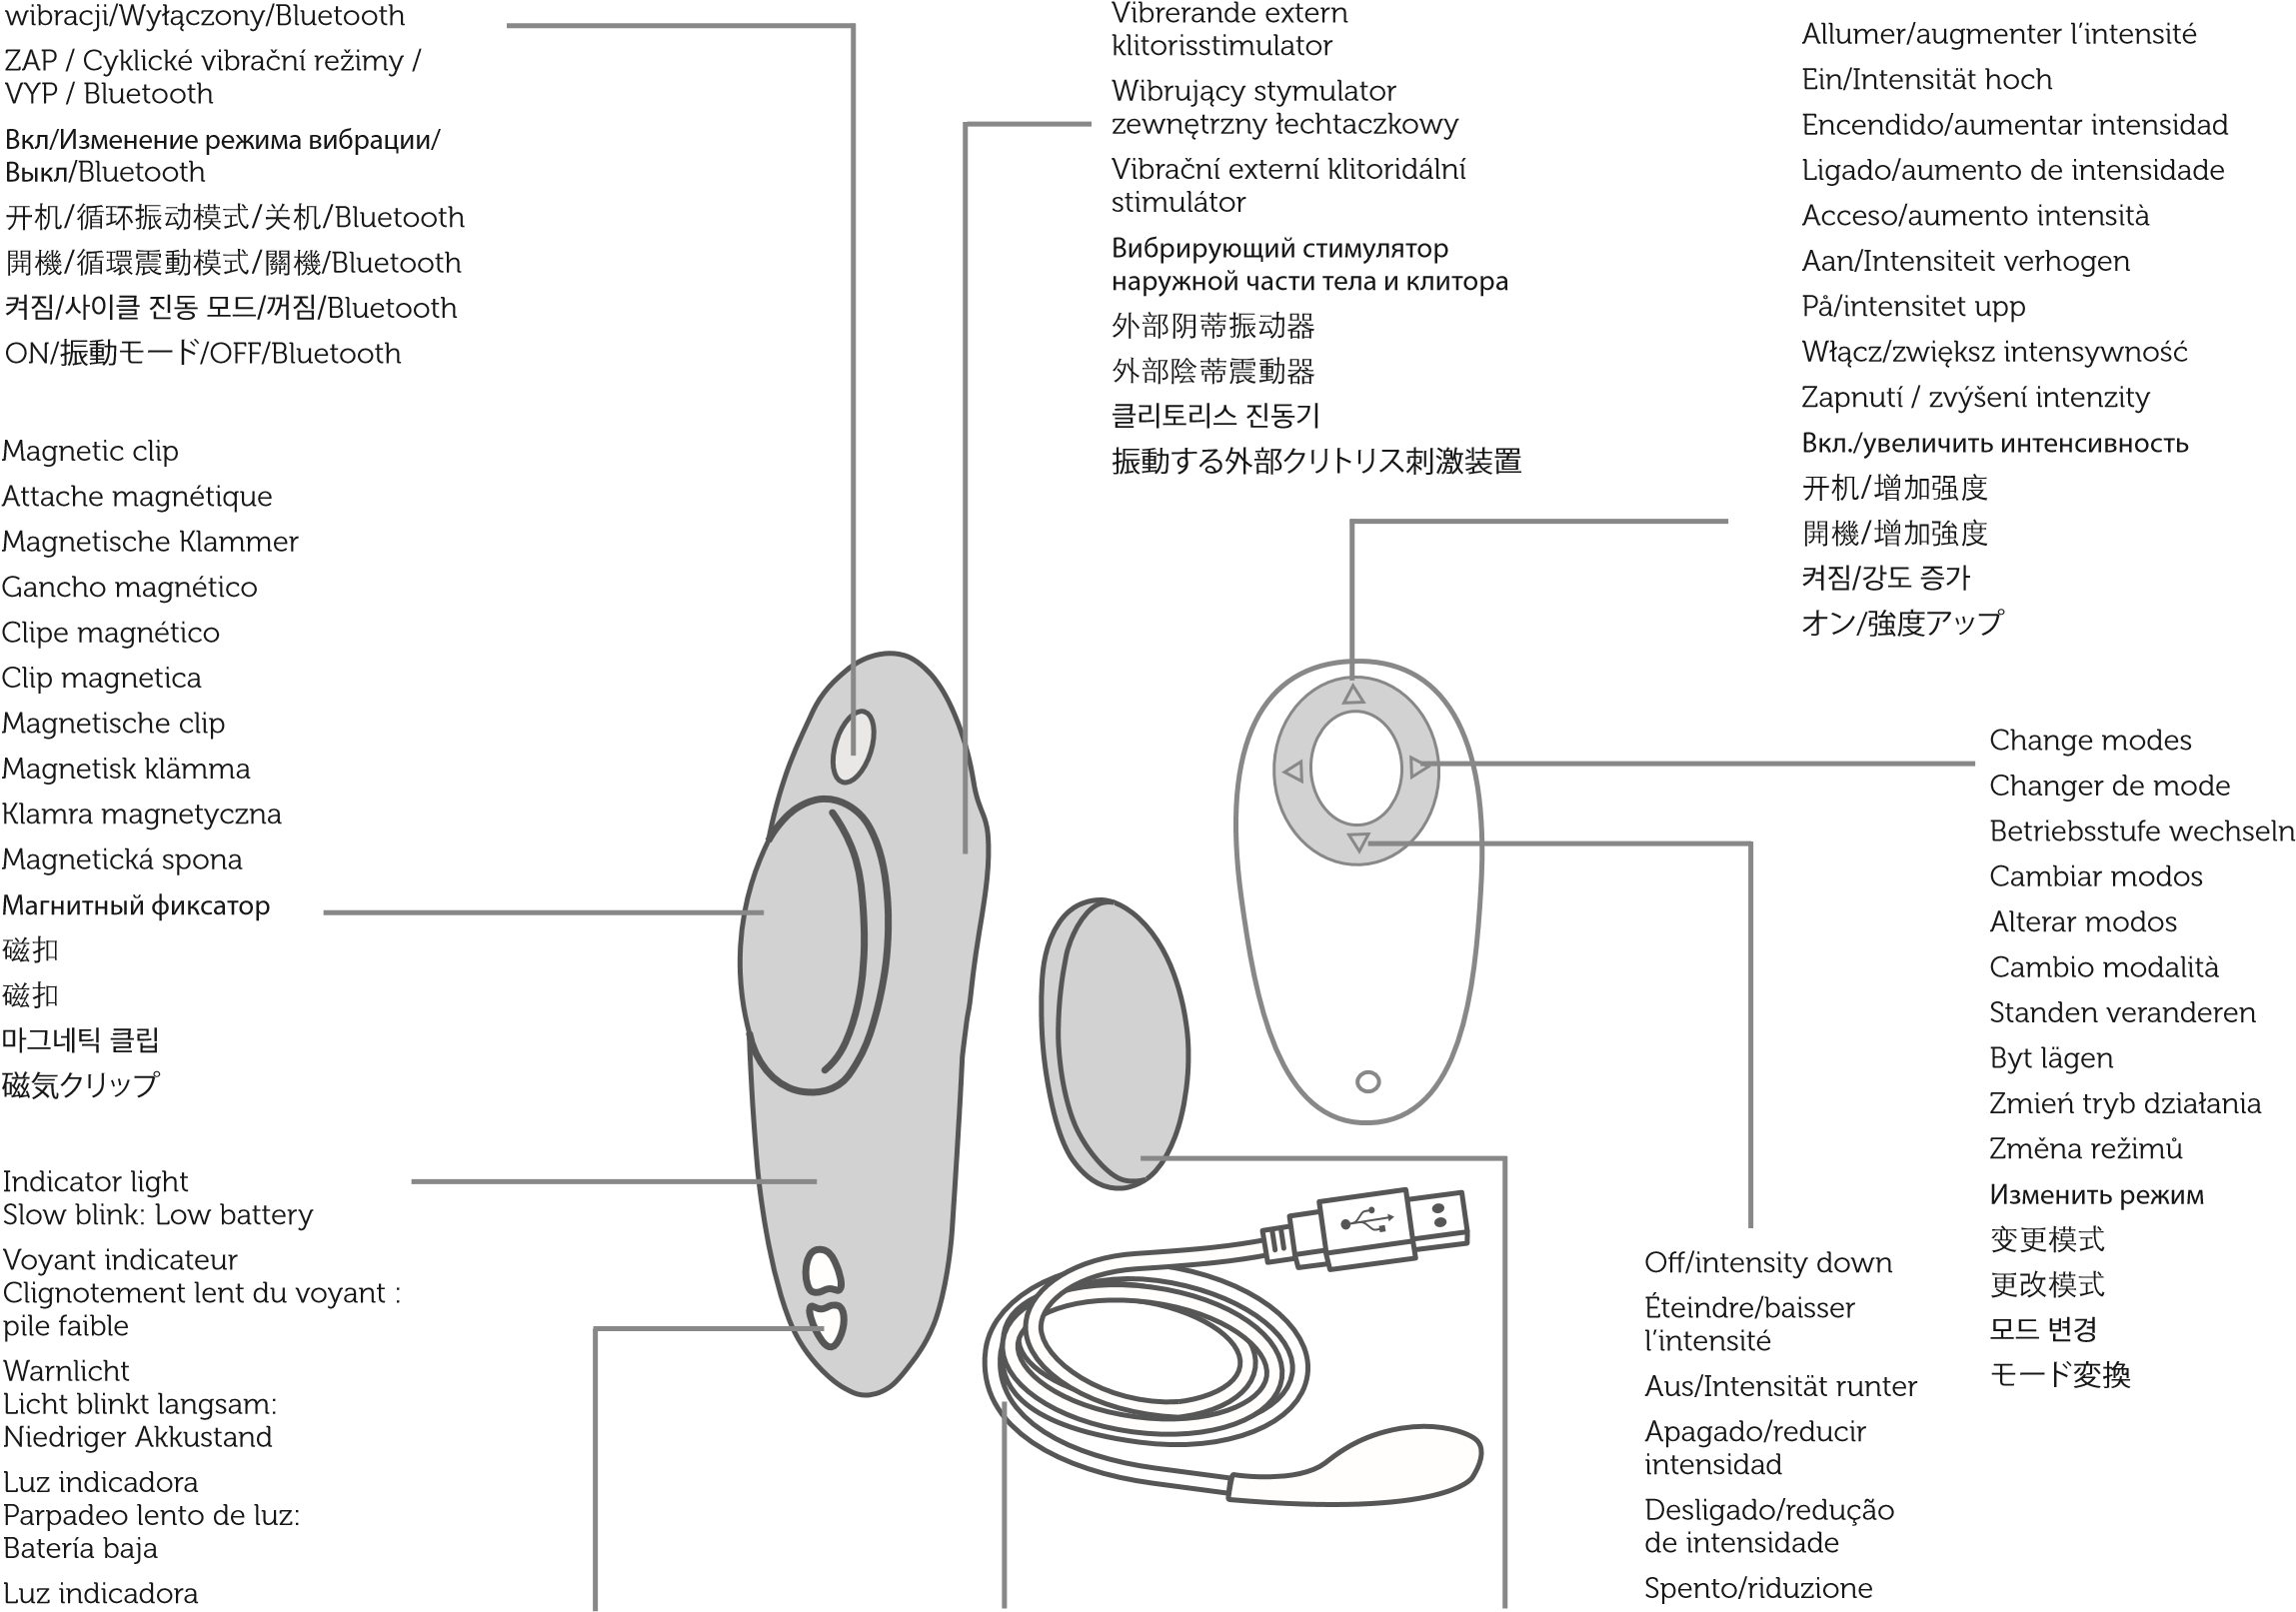 wibracji/Wyłączony/Bluetooth
ZAP / Cyklické vibrační režimy /
VYP / Bluetooth
Вкл/Изменение режима вибрации/
Выкл/Bluetooth
开机/循环振动模式/关机/Bluetooth
開機/循環震動模式/關機/Bluetooth
켜짐/사이클 진동 모드/꺼짐/Bluetooth
ON/振動モード/OFF/Bluetooth
Magnetic clip
Attache magnétique
Magnetische Klammer
Gancho magnético
Clipe magnético
Clip magnetica
Magnetische clip
Magnetisk klämma
Klamra magnetyczna
Magnetická spona
Магнитный фиксатор
磁扣
磁扣
마그네틱 클립
磁気クリップ
Indicator light
Slow blink: Low battery
Voyant indicateur
Clignotement lent du voyant :
pile faible
Warnlicht
Licht blinkt langsam:
Niedriger Akkustand
Luz indicadora
Parpadeo lento de luz:
Batería baja
Luz indicadora
Vibrerande extern
klitorisstimulator
Wibrujący stymulator
zewnętrzny łechtaczkowy
Vibrační externí klitoridální
stimulátor
Вибрирующий стимулятор
наружной части тела и клитора
外部阴蒂振动器
外部陰蒂震動器
클리토리스 진동기
振動する外部クリトリス刺激装置
Allumer/augmenter l’intensité
Ein/Intensität hoch
Encendido/aumentar intensidad
Ligado/aumento de intensidade
Acceso/aumento intensità
Aan/Intensiteit verhogen
På/intensitet upp
Włącz/zwiększ intensywność
Zapnutí / zvýšení intenzity
Вкл./увеличить интенсивность
开机/增加强度
開機/增加強度
켜짐/강도 증가
オン/強度アップ
Change modes
Changer de mode
Betriebsstufe wechseln
Cambiar modos
Alterar modos
Cambio modalità
Standen veranderen
Byt lägen
Zmień tryb działania
Změna režimů
Изменить режим
变更模式
更改模式
모드 변경
モード変換
Off/intensity down
Éteindre/baisser
l’intensité
Aus/Intensität runter
Apagado/reducir
intensidad
Desligado/redução
de intensidade
Spento/riduzione